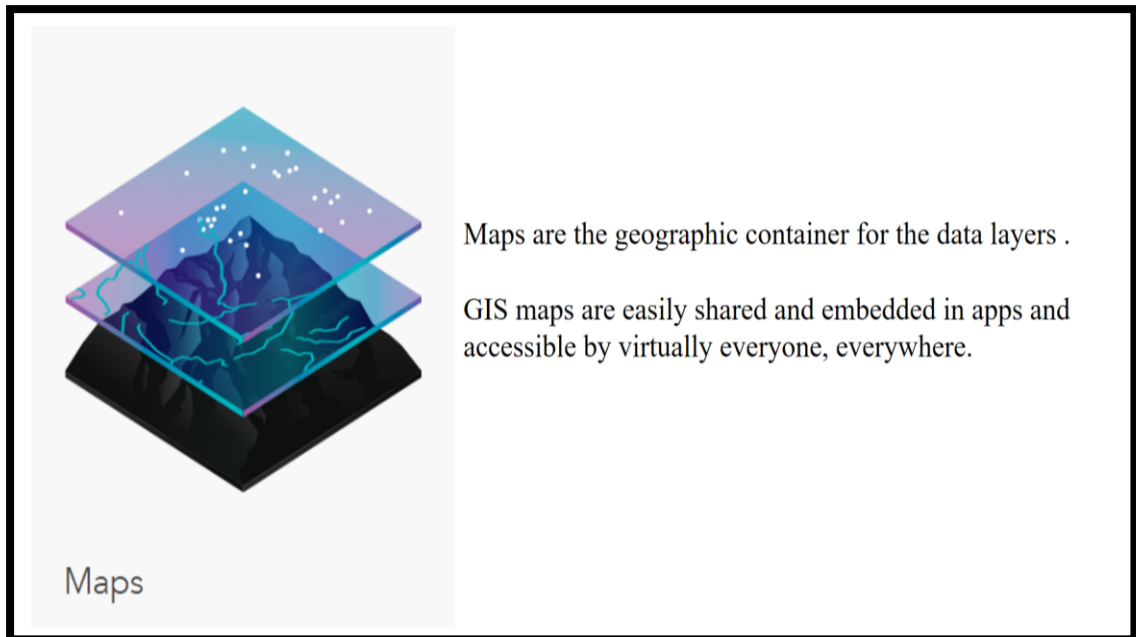 Maps are the geographic container for the data layers .
GIS maps are easily shared and embedded in apps and
accessible by virtually everyone, everywhere.
Maps